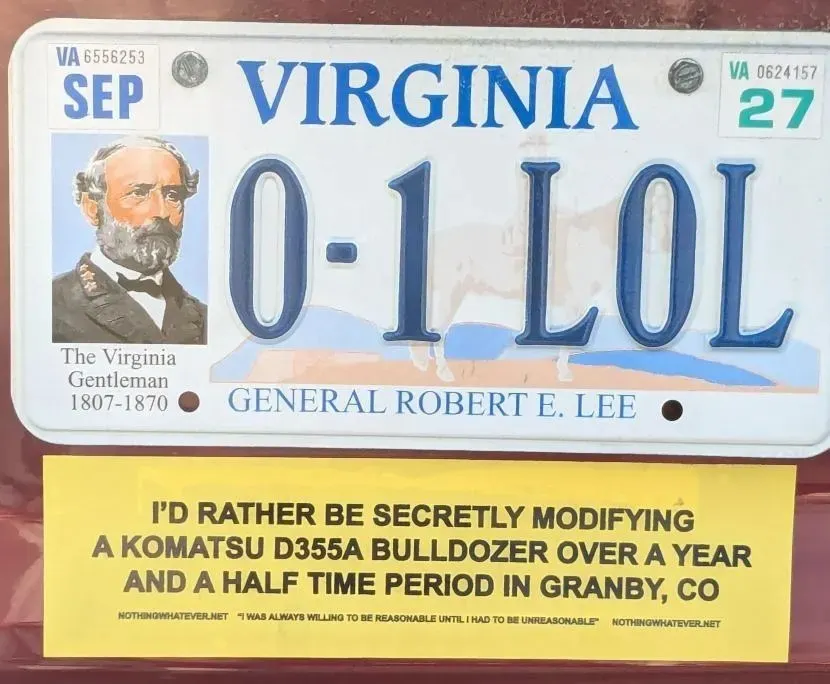 VA 6556253
SEP
VIRGINIA
VA 0624157
27
0-1LOL
The Virginia
Gentleman
1807-1870
GENERAL ROBERT E. LEE
I'D RATHER BE SECRETLY MODIFYING
A KOMATSU D355A BULLDOZER OVER A YEAR
AND A HALF TIME PERIOD IN GRANBY, CO
NOTHINGWHATEVER.NET "I WAS ALWAYS WILLING TO BE REASONABLE UNTIL I HAD TO BE UNREASONABLE" NOTHINGWHATEVER.NET